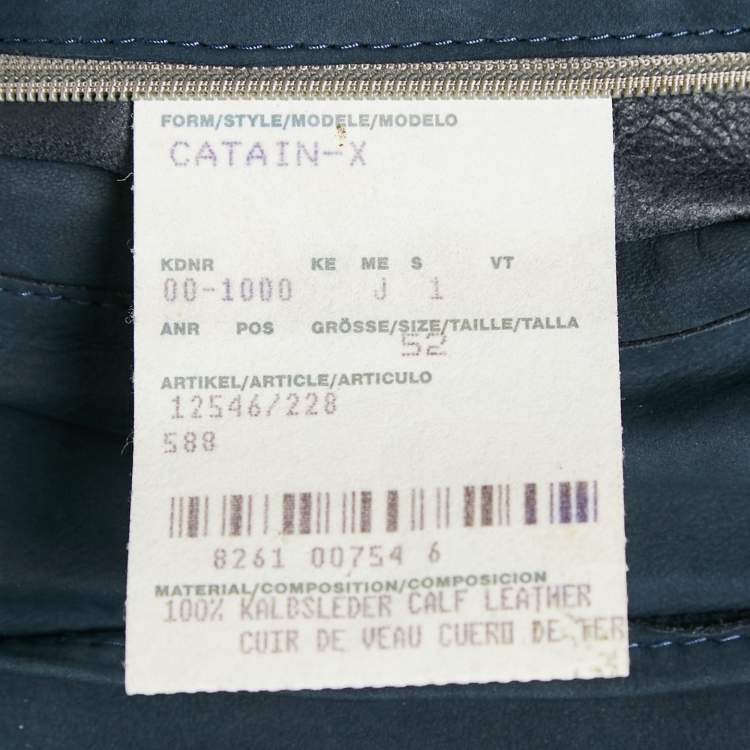 FORM/STYLE/MODELE/MODELO
CATAIN-X
KDNR KE ME S VT
00-1000 J 1
ANR POS GRÖSSE/SIZE/TAILLE/TALLA
52
ARTIKEL/ARTICLE/ARTICULO
12546/228
588
8261 00754 6
MATERIAL/COMPOSITION/COMPOSICION
100% KALBSLEDER CALF LEATHER
CUIR DE VEAU CUERO DE TER